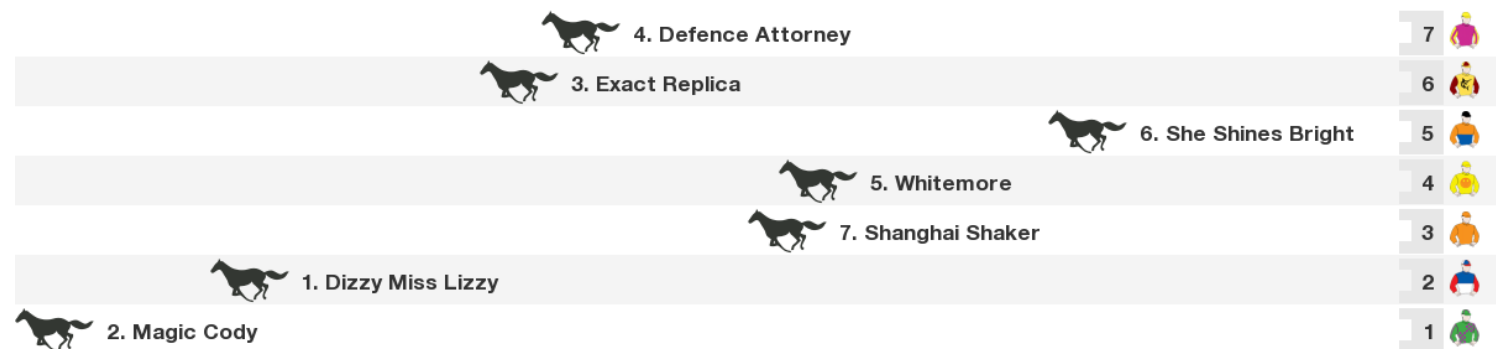 4. Defence Attorney 7
3. Exact Replica 6
6. She Shines Bright 5
5. Whitemore 4
7. Shanghai Shaker 3
1. Dizzy Miss Lizzy 2
2. Magic Cody 1